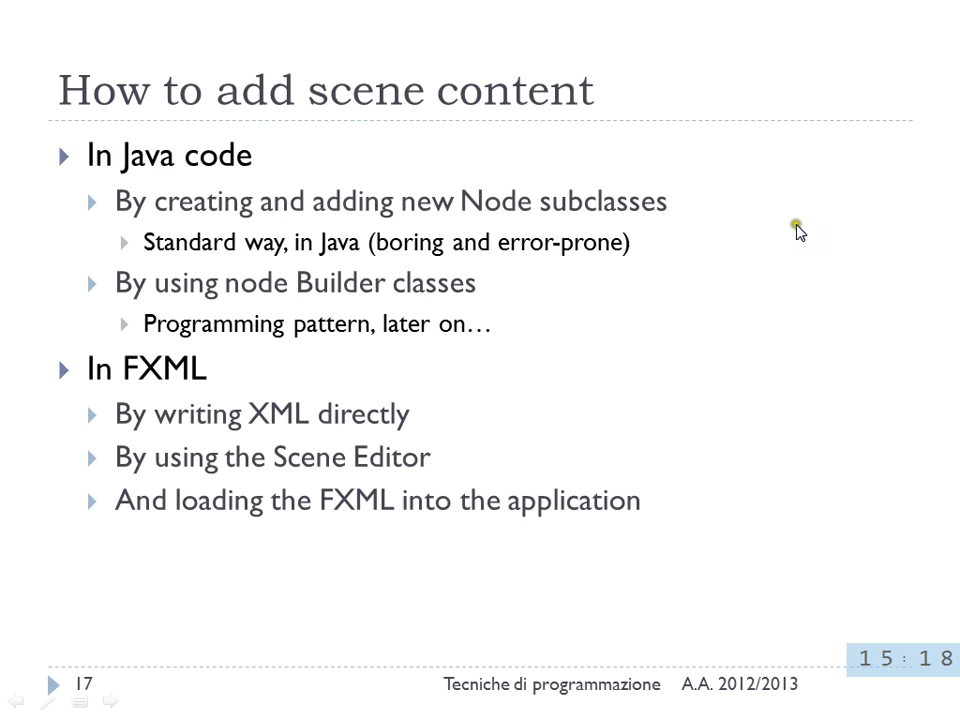 How to add scene content
In Java code
By creating and adding new Node subclasses
Standard way, in Java (boring and error-prone)
By using node Builder classes
Programming pattern, later on…
In FXML
By writing XML directly
By using the Scene Editor
And loading the FXML into the application
15:18
17 Tecniche di programmazione A.A. 2012/2013